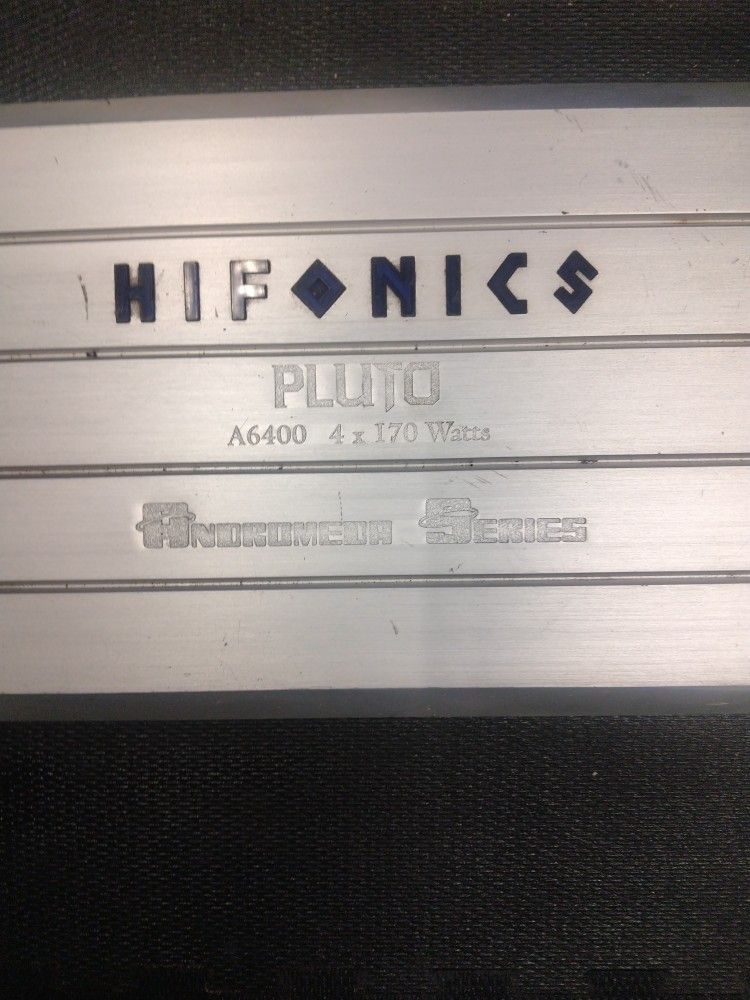 HIFONICS
PLUTO
A6400 4 x 170 Watts
ANDROMEDA SERIES